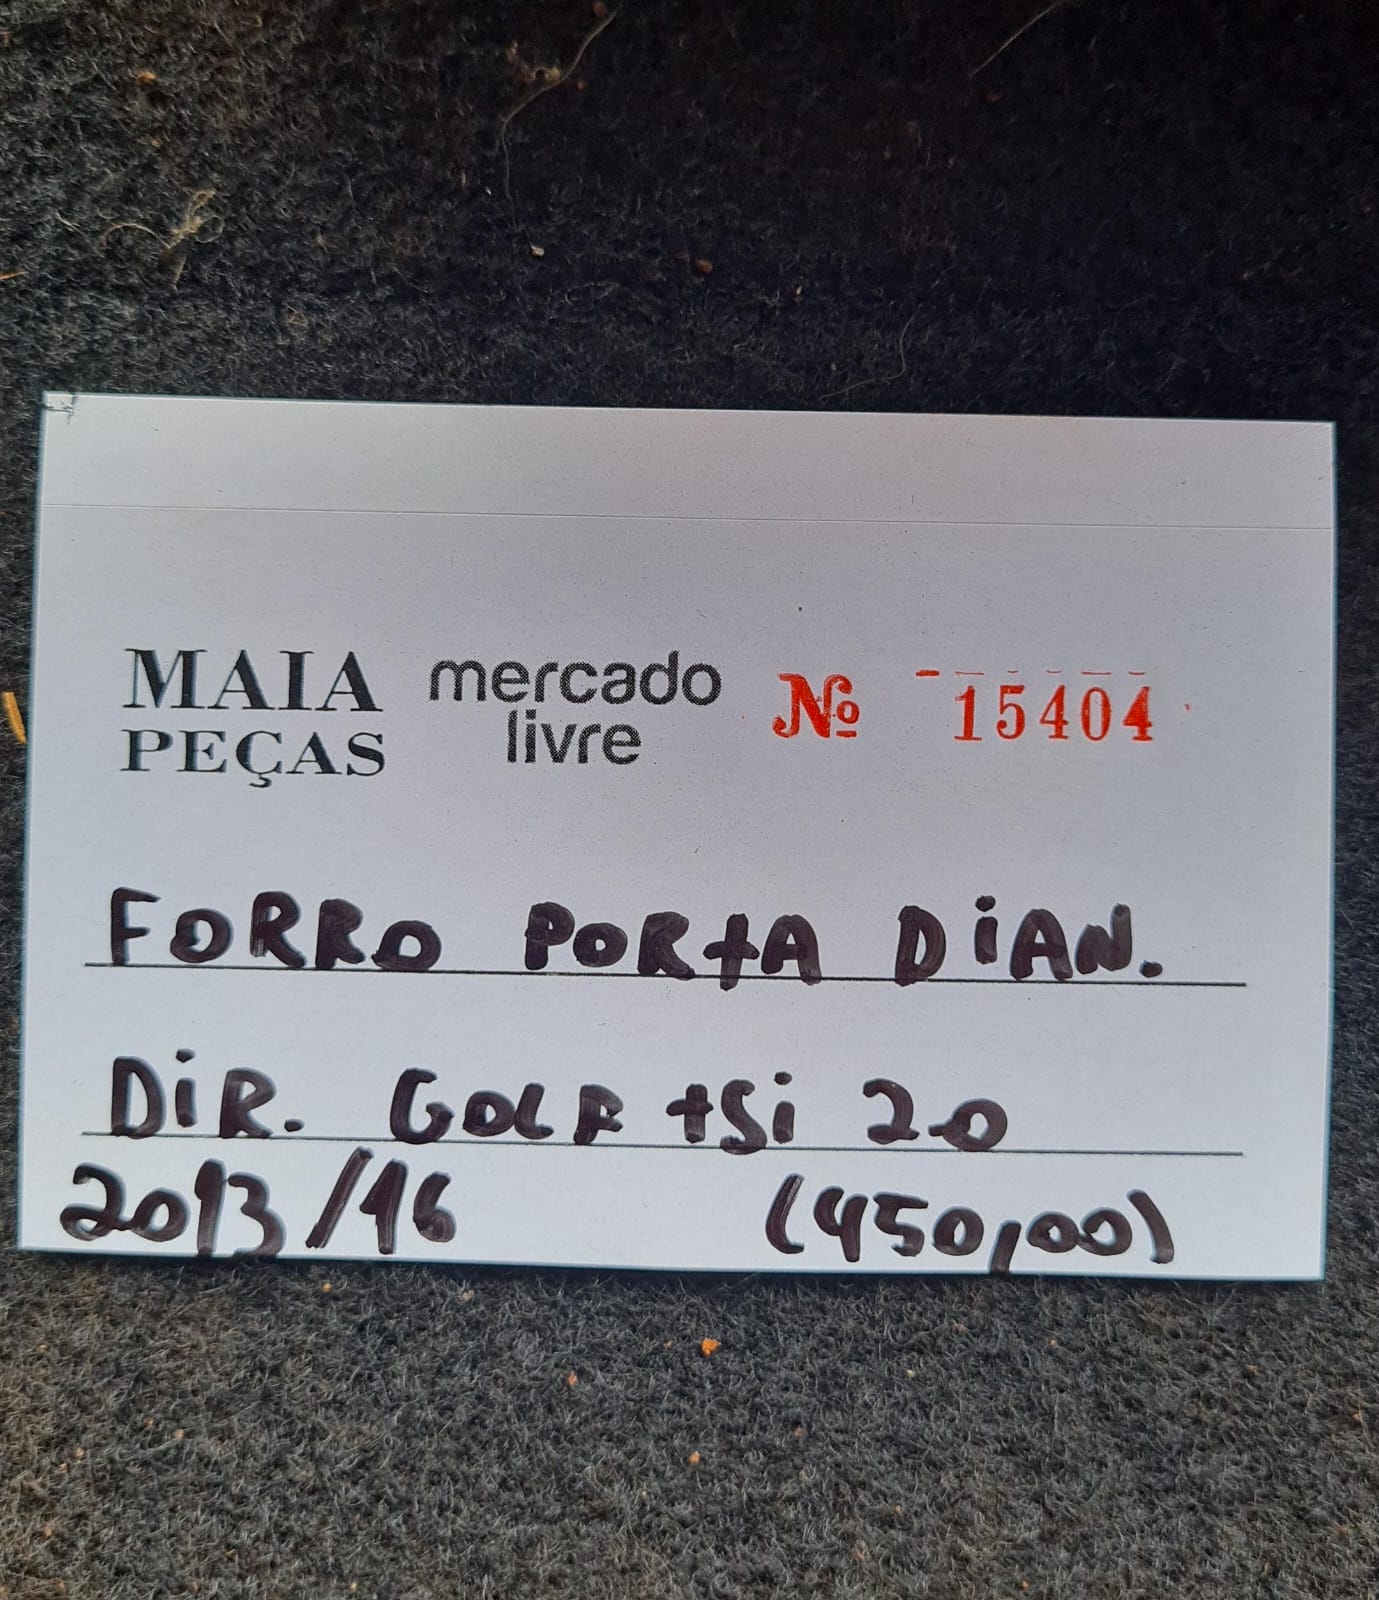 MAIA PEÇAS
mercado livre
Nº 15404
FORRO PORtA DiAN.
DiR. GOLF tSi 2.0
2013/16 (450,00)